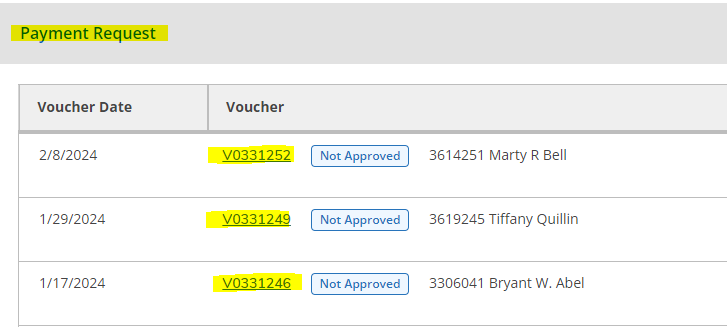 Payment Request
Voucher Date Voucher
2/8/2024 V0331252 Not Approved 3614251 Marty R Bell
1/29/2024 V0331249 Not Approved 3619245 Tiffany Quillin
1/17/2024 V0331246 Not Approved 3306041 Bryant W. Abel